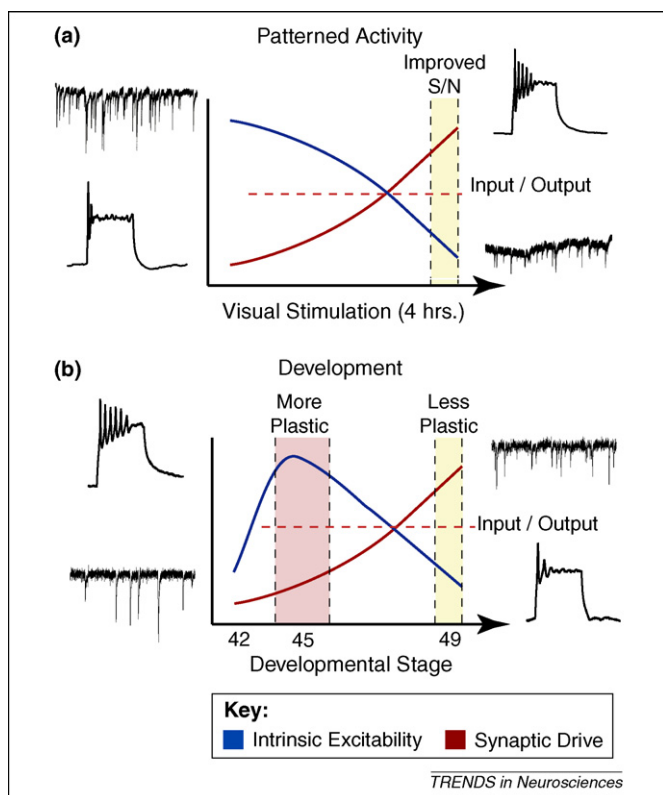 (a)
Patterned Activity
Improved
S/N
Input / Output
Visual Stimulation (4 hrs.)
(b)
Development
More
Plastic
Less
Plastic
Input / Output
42
45
49
Developmental Stage
Key:
Intrinsic Excitability
Synaptic Drive
TRENDS in Neurosciences